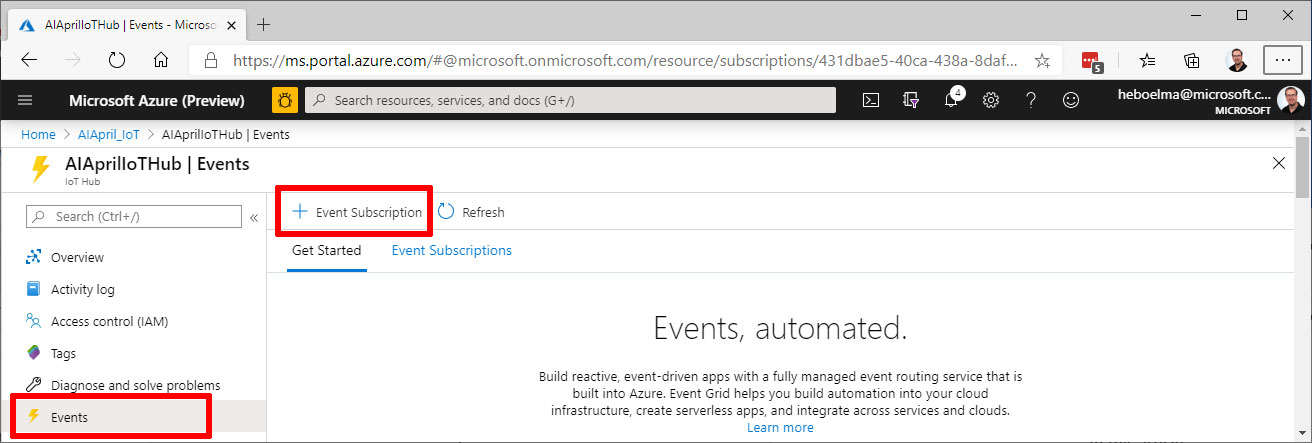 AIAprilIoTHub | Events - Microso
https://ms.portal.azure.com/#@microsoft.onmicrosoft.com/resource/subscriptions/431dbae5-40ca-438a-8daf...
5
Microsoft Azure (Preview)
Search resources, services, and docs (G+/)
4
heboelma@microsoft.c...
MICROSOFT
Home > AIApril_IoT > AIAprilIoTHub | Events
AIAprilIoTHub | Events
IoT Hub
Search (Ctrl+/)
«
+ Event Subscription
Refresh
Get Started
Event Subscriptions
Overview
Activity log
Access control (IAM)
Tags
Diagnose and solve problems
Events
Events, automated.
Build reactive, event-driven apps with a fully managed event routing service that is
built into Azure. Event Grid helps you build automation into your cloud
infrastructure, create serverless apps, and integrate across services and clouds.
Learn more